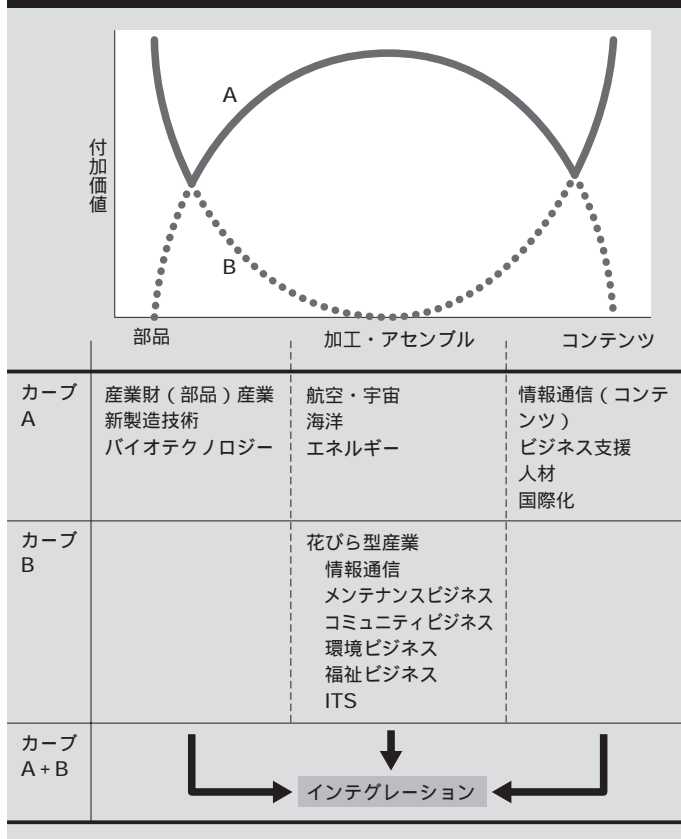 付加価値
A
B
部品
加工・アセンブル
コンテンツ
カーブ
A
産業財（部品）産業
新製造技術
バイオテクノロジー
航空・宇宙
海洋
エネルギー
情報通信（コンテ
ンツ）
ビジネス支援
人材
国際化
カーブ
B
花びら型産業
情報通信
メンテナンスビジネス
コミュニティビジネス
環境ビジネス
福祉ビジネス
ITS
カーブ
A + B
インテグレーション